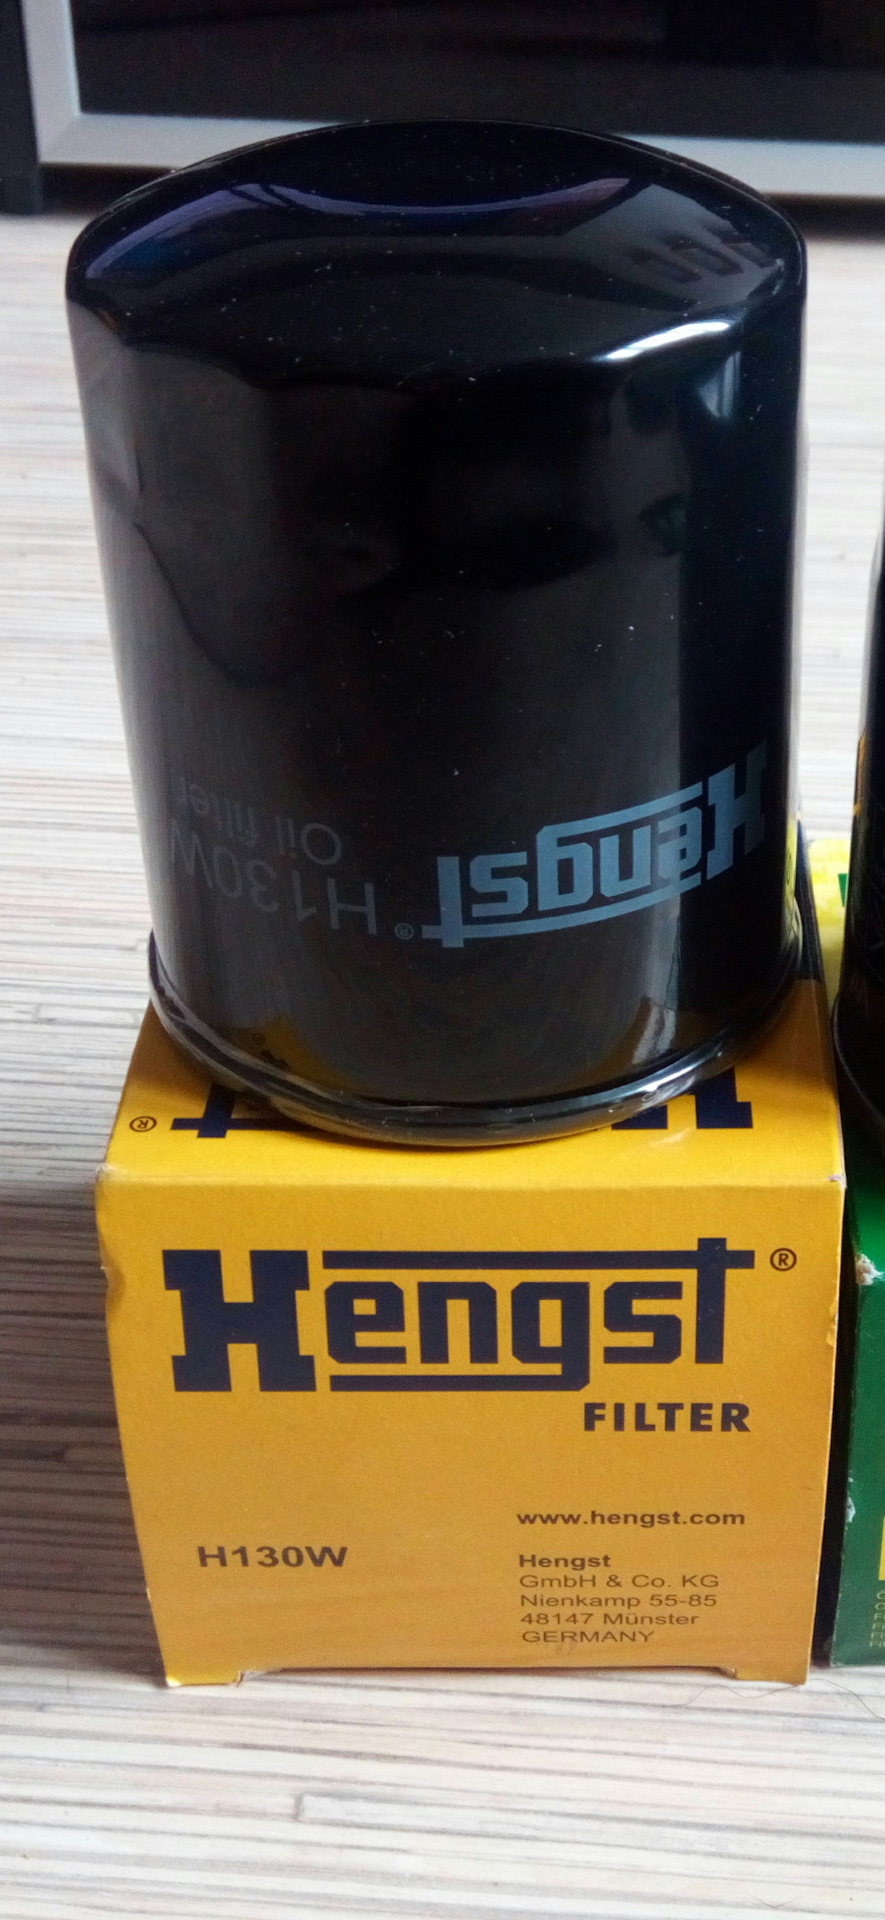 Hengst®
H130W
Oil filter
®
Hengst®
FILTER
www.hengst.com
H130W
Hengst
GmbH & Co. KG
Nienkamp 55-85
48147 Münster
GERMANY